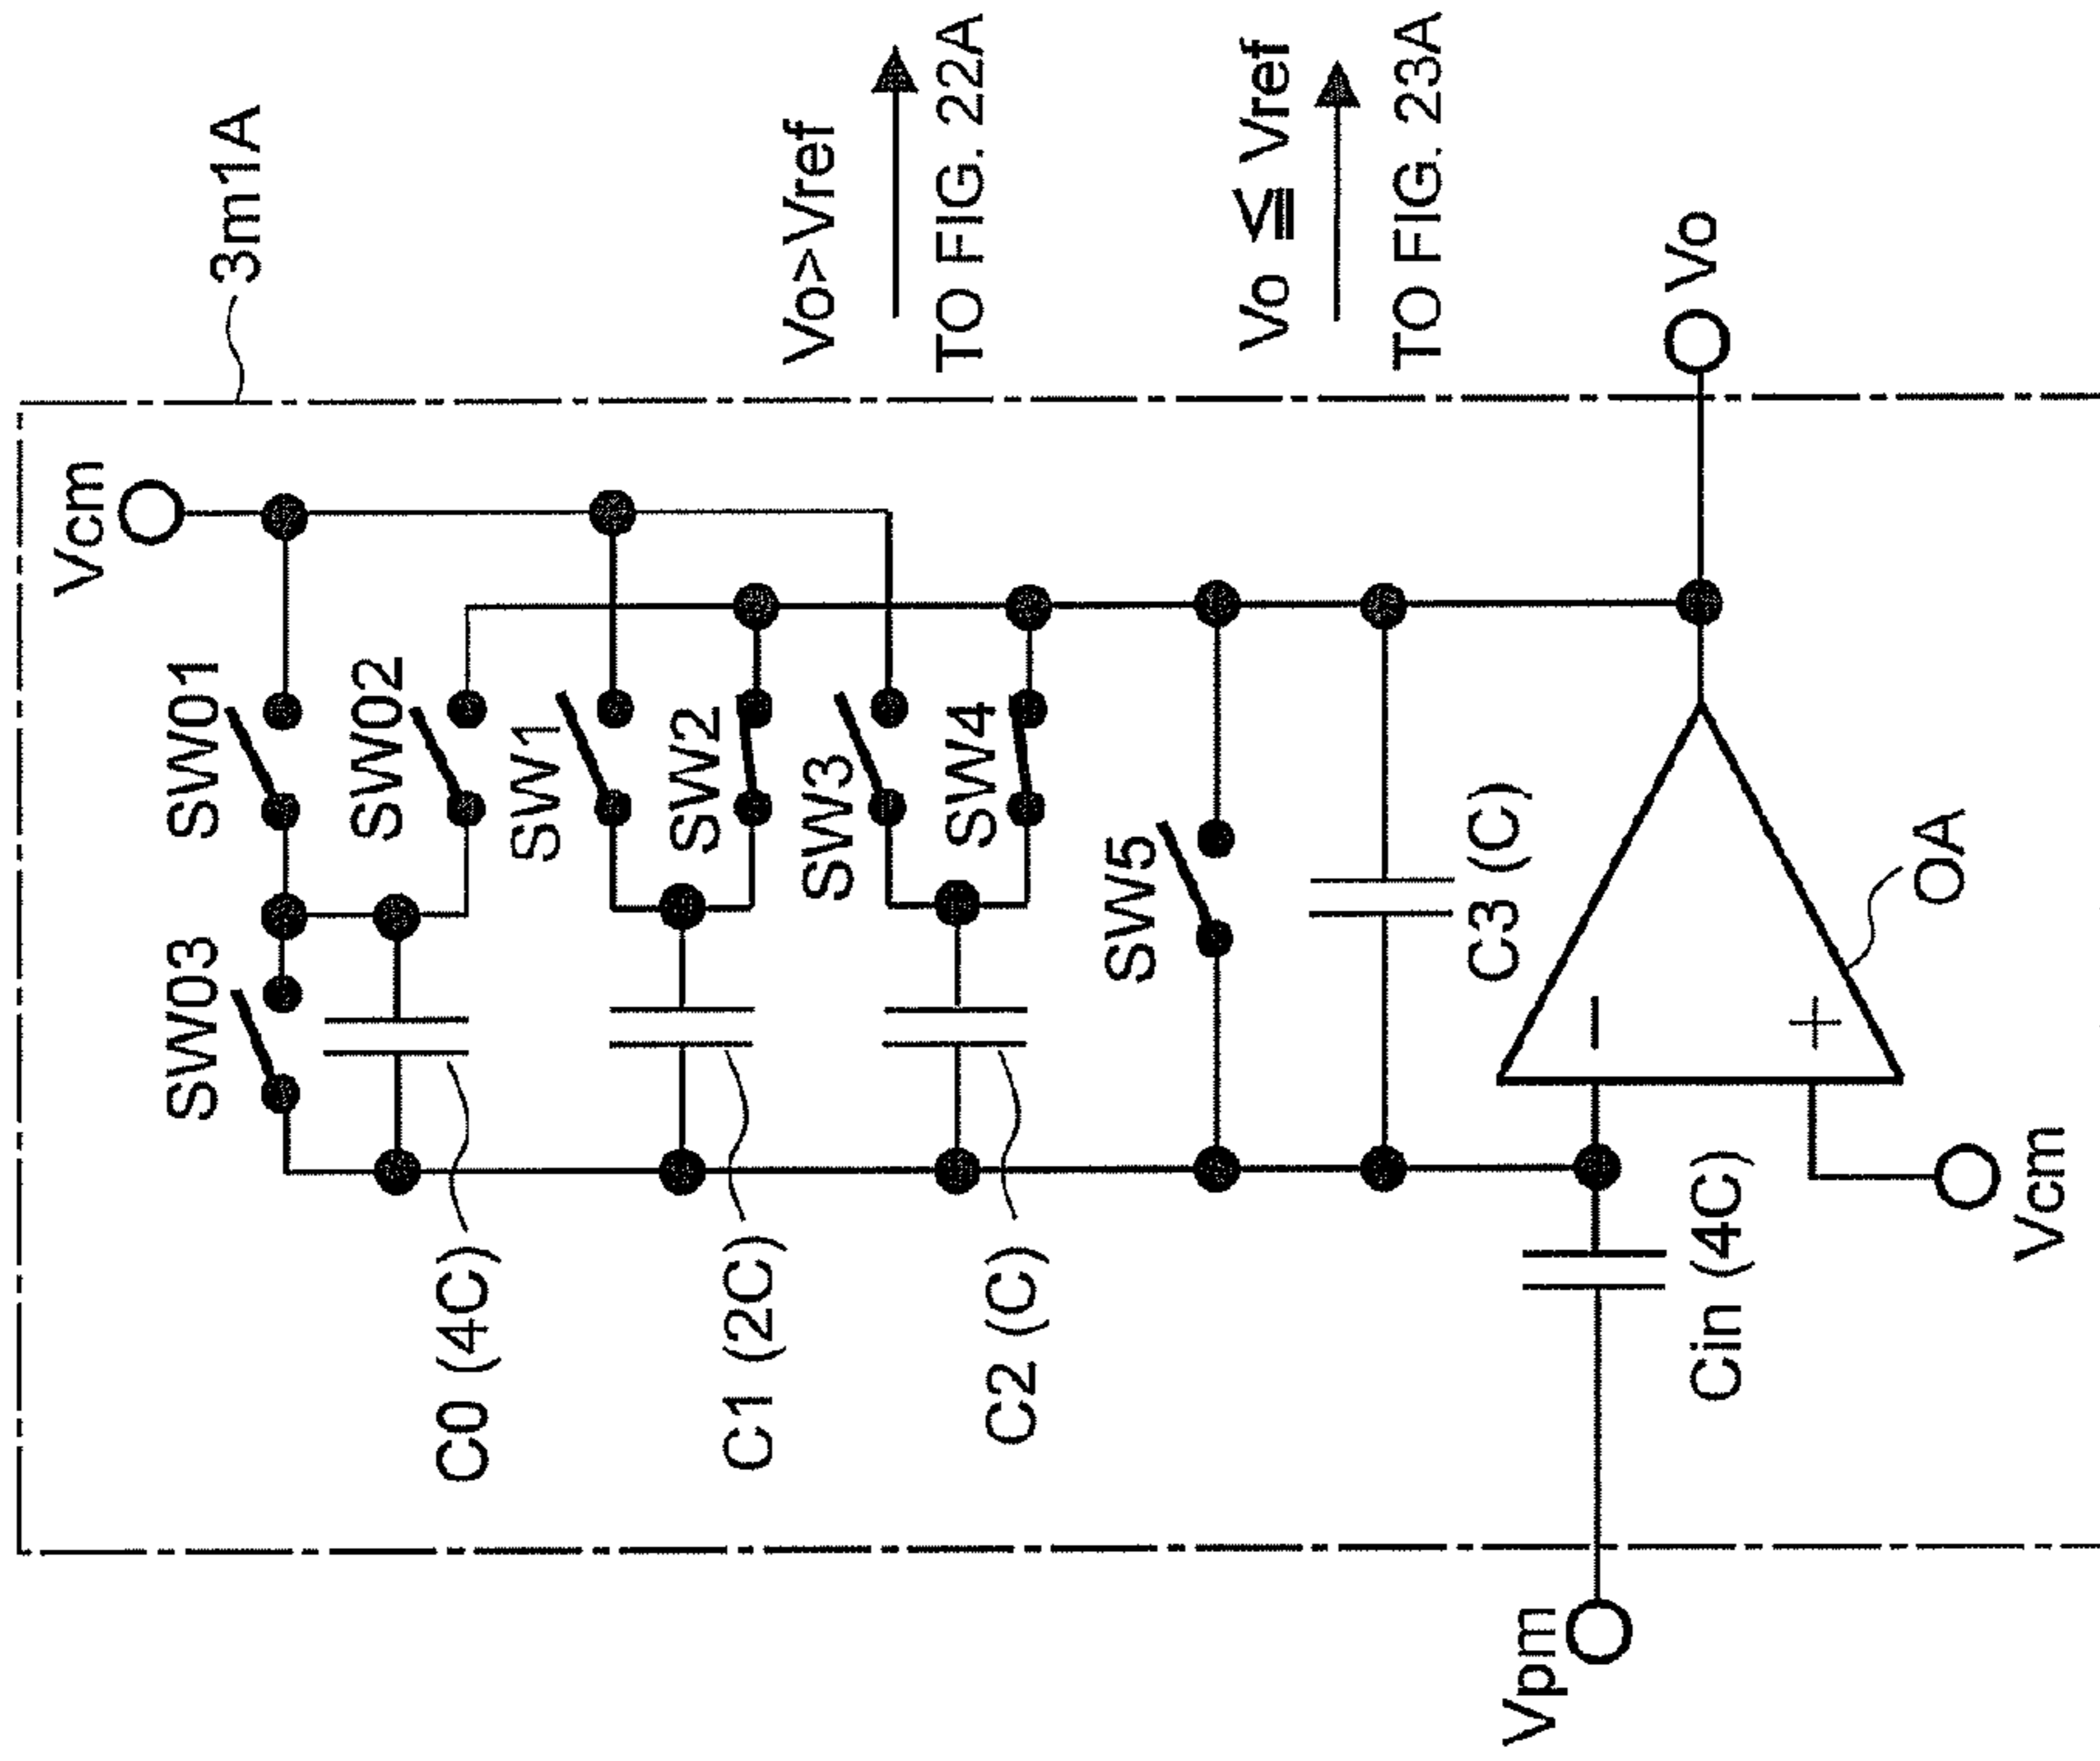 Vcm
3m1A
SW03
SW01
SW02
C0 (4C)
SW1
SW2
C1 (2C)
Vo>Vref
TO FIG. 22A
SW3
SW4
C2 (C)
SW5
Vo ≦ Vref
TO FIG. 23A
C3 (C)
Vpm
−
+
Vo
Cin (4C)
OA
Vcm